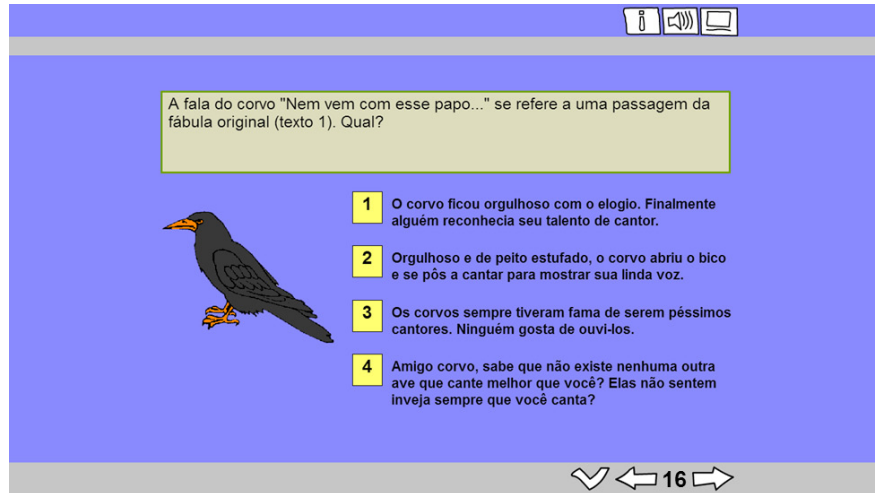 A fala do corvo "Nem vem com esse papo..." se refere a uma passagem da
fábula original (texto 1). Qual?
1 O corvo ficou orgulhoso com o elogio. Finalmente
alguém reconhecia seu talento de cantor.
2 Orgulhoso e de peito estufado, o corvo abriu o bico
e se pôs a cantar para mostrar sua linda voz.
3 Os corvos sempre tiveram fama de serem péssimos
cantores. Ninguém gosta de ouvi-los.
4 Amigo corvo, sabe que não existe nenhuma outra
ave que cante melhor que você? Elas não sentem
inveja sempre que você canta?
16